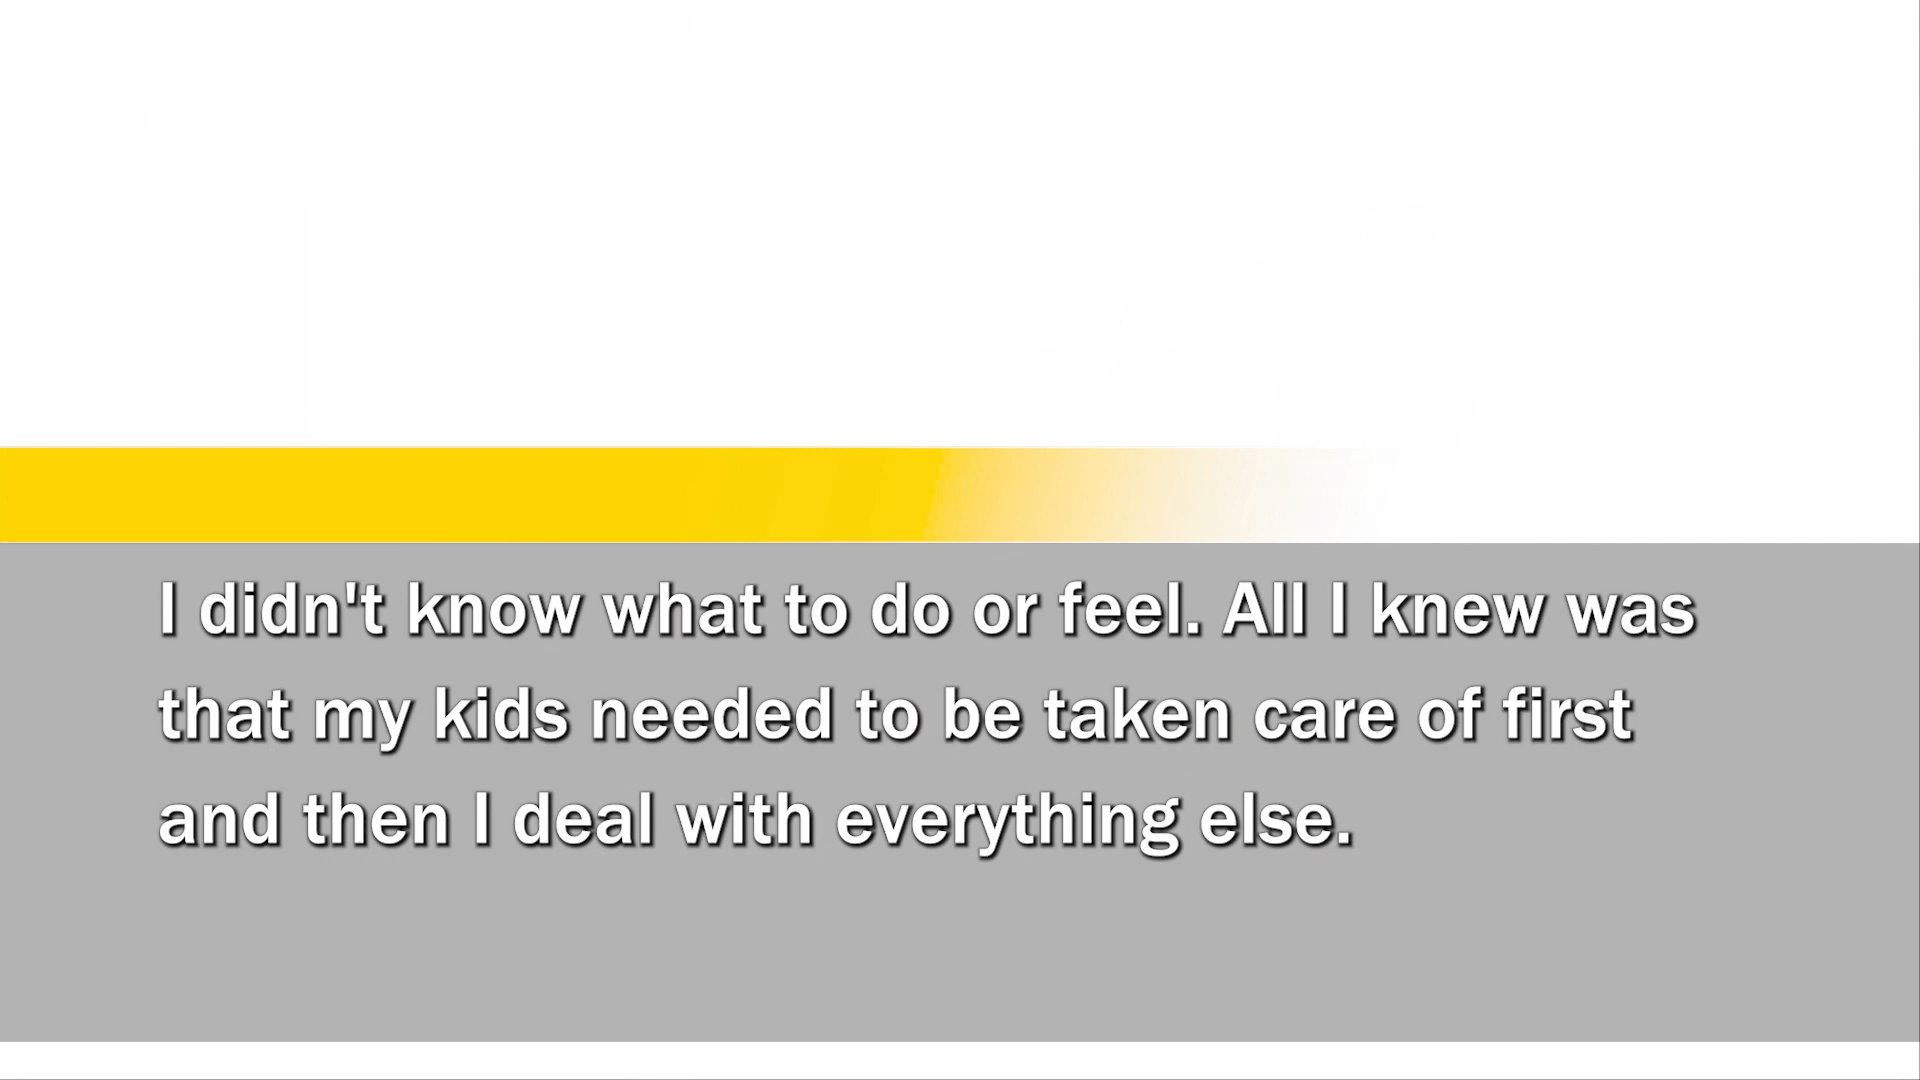 I didn't know what to do or feel. All I knew was
that my kids needed to be taken care of first
and then I deal with everything else.